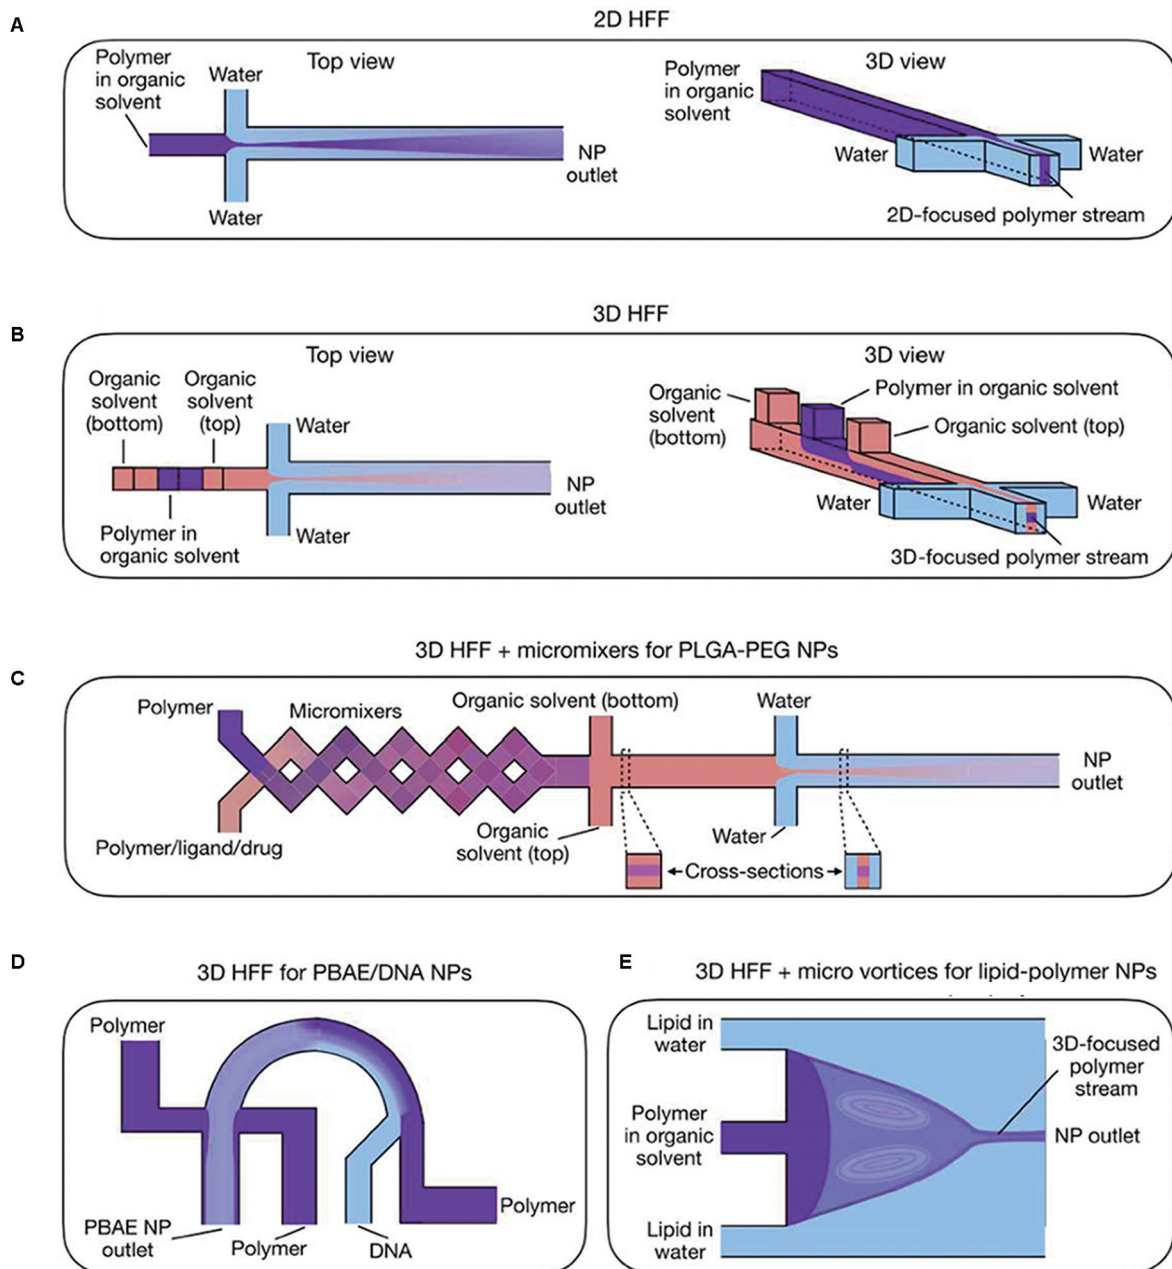 A
2D HFF
Polymer
in organic
solvent
Top view
Water
Water
NP
outlet
3D view
Polymer
in organic
solvent
Water
Water
2D-focused polymer stream
B
3D HFF
Top view
Organic
solvent
(bottom)
Organic
solvent
(top)
Water
Water
NP
outlet
Polymer in
organic solvent
3D view
Organic
solvent
(bottom)
Polymer in organic solvent
Organic solvent (top)
Water
Water
3D-focused polymer stream
3D HFF + micromixers for PLGA-PEG NPs
C
Polymer
Micromixers
Organic solvent (bottom)
Water
NP
outlet
Polymer/ligand/drug
Organic
solvent (top)
Water
Cross-sections
D
3D HFF for PBAE/DNA NPs
Polymer
PBAE NP
outlet
Polymer
DNA
Polymer
E
3D HFF + micro vortices for lipid-polymer NPs
Lipid in
water
3D-focused
polymer
stream
Polymer
in organic
solvent
NP outlet
Lipid in
water